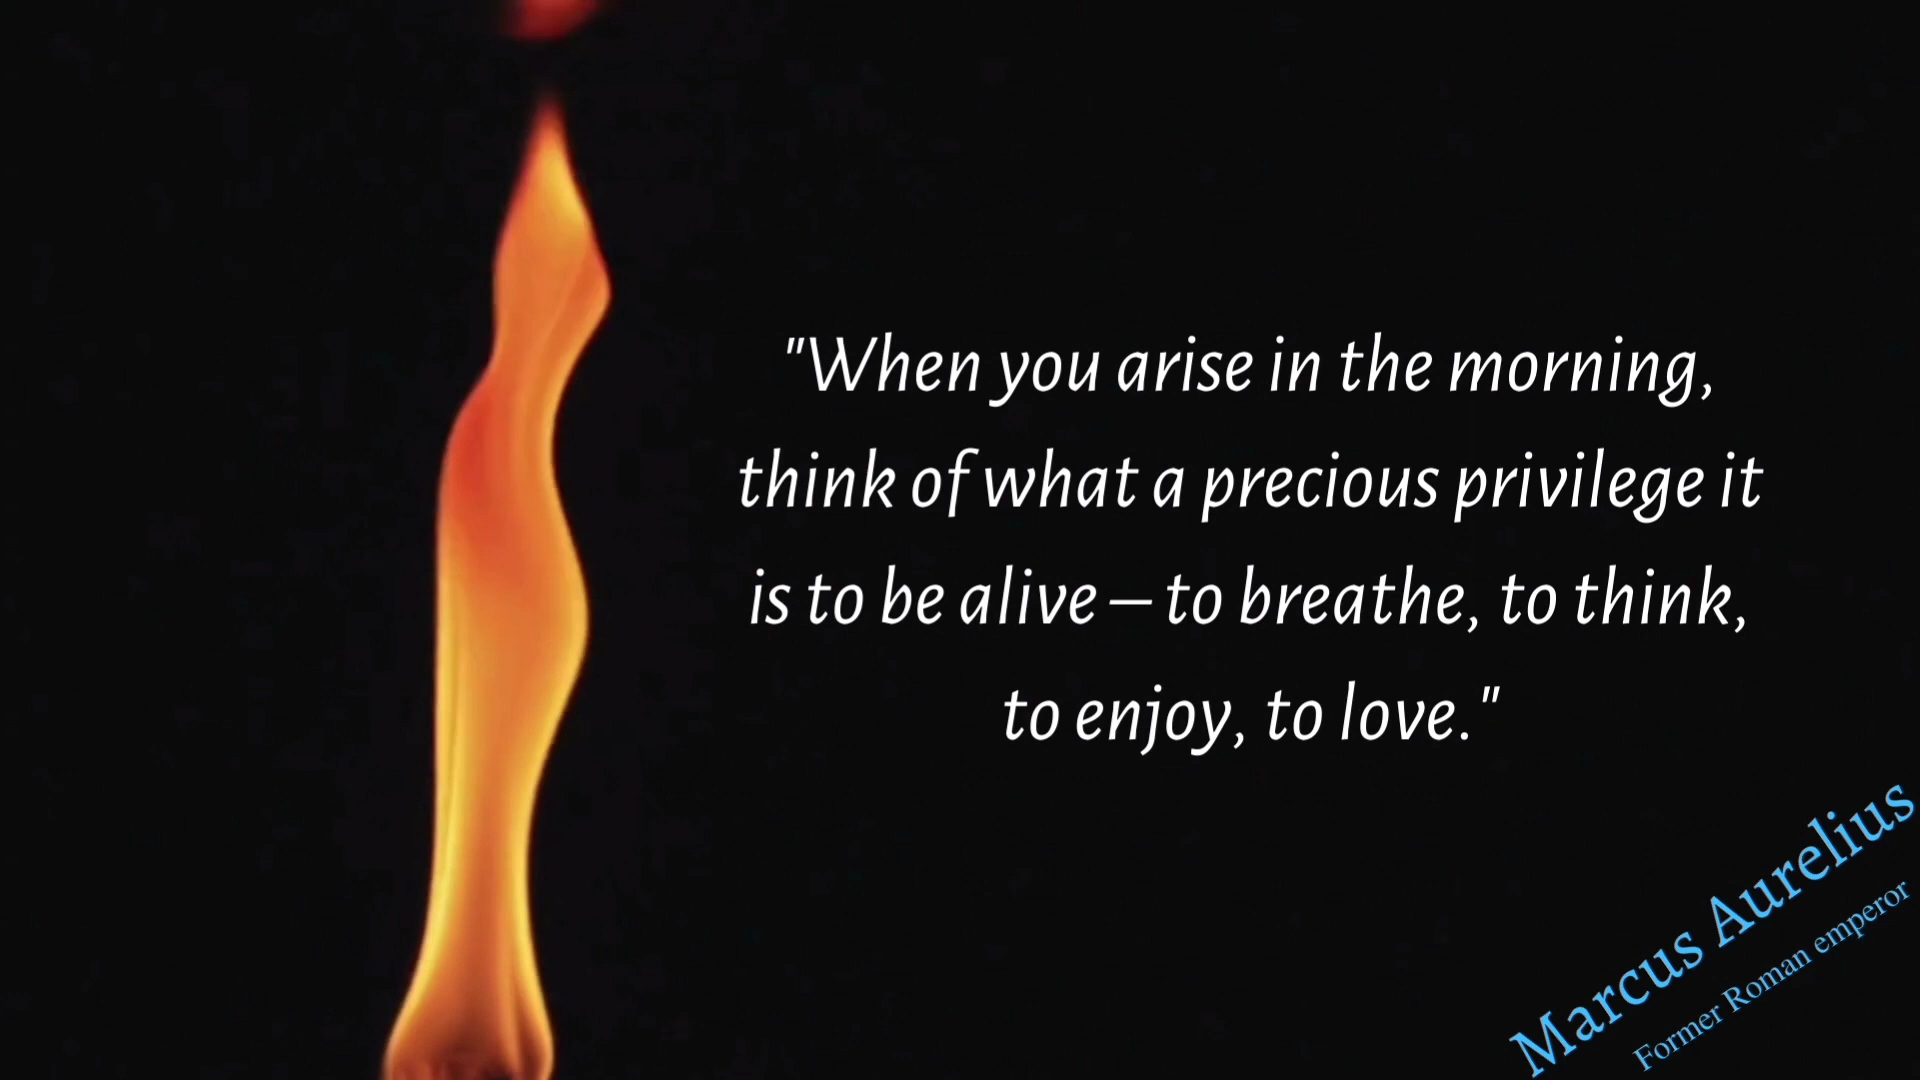 "When you arise in the morning,
think of what a precious privilege it
is to be alive – to breathe, to think,
to enjoy, to love."
Marcus Aurelius
Former Roman emperor